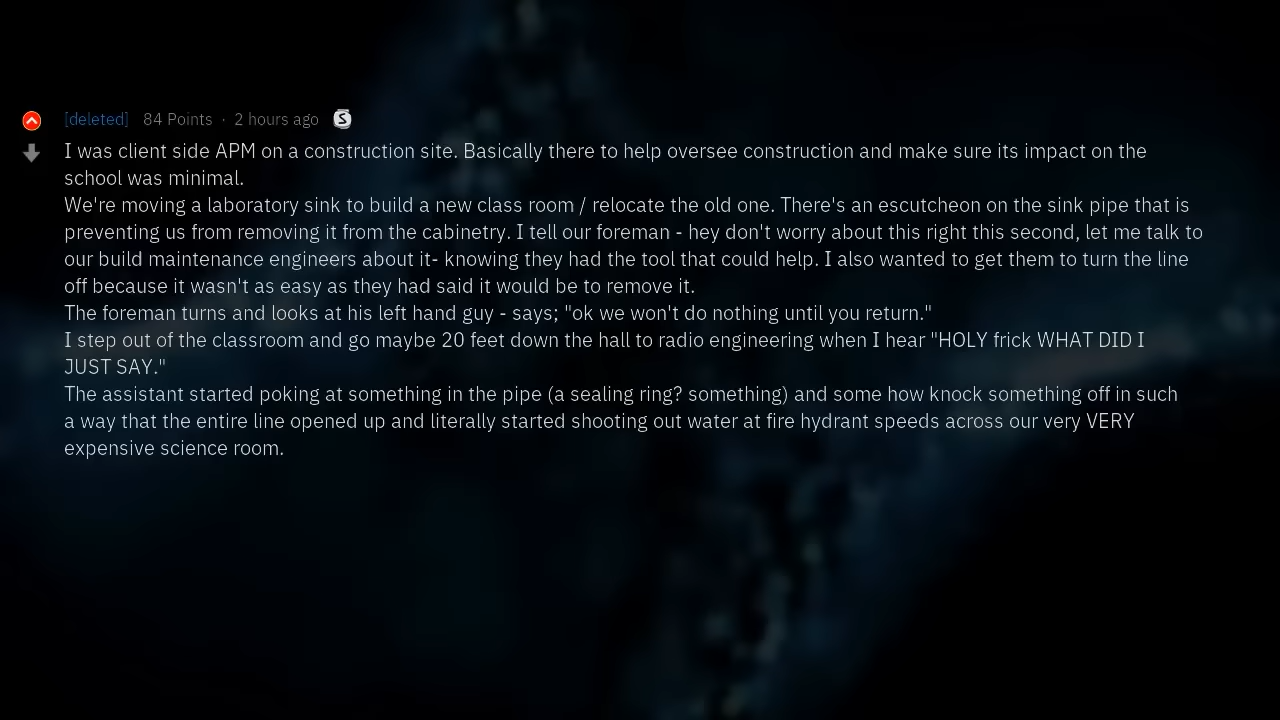 [deleted] 84 Points · 2 hours ago S
I was client side APM on a construction site. Basically there to help oversee construction and make sure its impact on the
school was minimal.
We're moving a laboratory sink to build a new class room / relocate the old one. There's an escutcheon on the sink pipe that is
preventing us from removing it from the cabinetry. I tell our foreman - hey don't worry about this right this second, let me talk to
our build maintenance engineers about it- knowing they had the tool that could help. I also wanted to get them to turn the line
off because it wasn't as easy as they had said it would be to remove it.
The foreman turns and looks at his left hand guy - says; "ok we won't do nothing until you return."
I step out of the classroom and go maybe 20 feet down the hall to radio engineering when I hear "HOLY frick WHAT DID I
JUST SAY."
The assistant started poking at something in the pipe (a sealing ring? something) and some how knock something off in such
a way that the entire line opened up and literally started shooting out water at fire hydrant speeds across our very VERY
expensive science room.